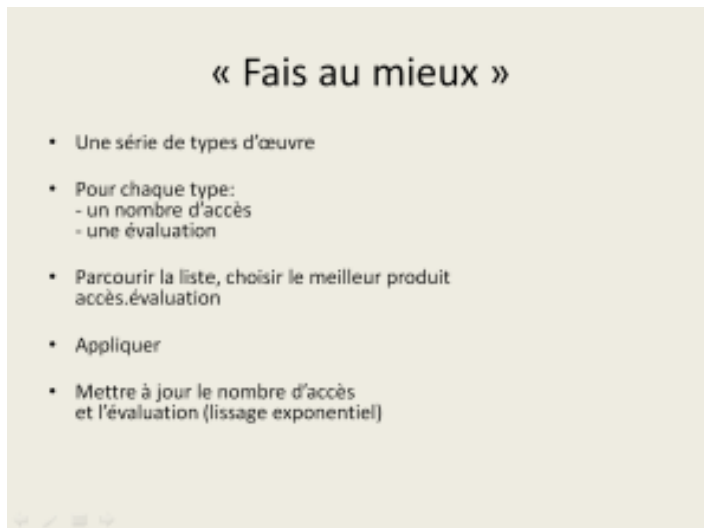 « Fais au mieux »
• Une série de types d'œuvre
• Pour chaque type:
- un nombre d'accès
- une évaluation
• Parcourir la liste, choisir le meilleur produit
accès.évaluation
• Appliquer
• Mettre à jour le nombre d'accès
et l'évaluation (lissage exponentiel)